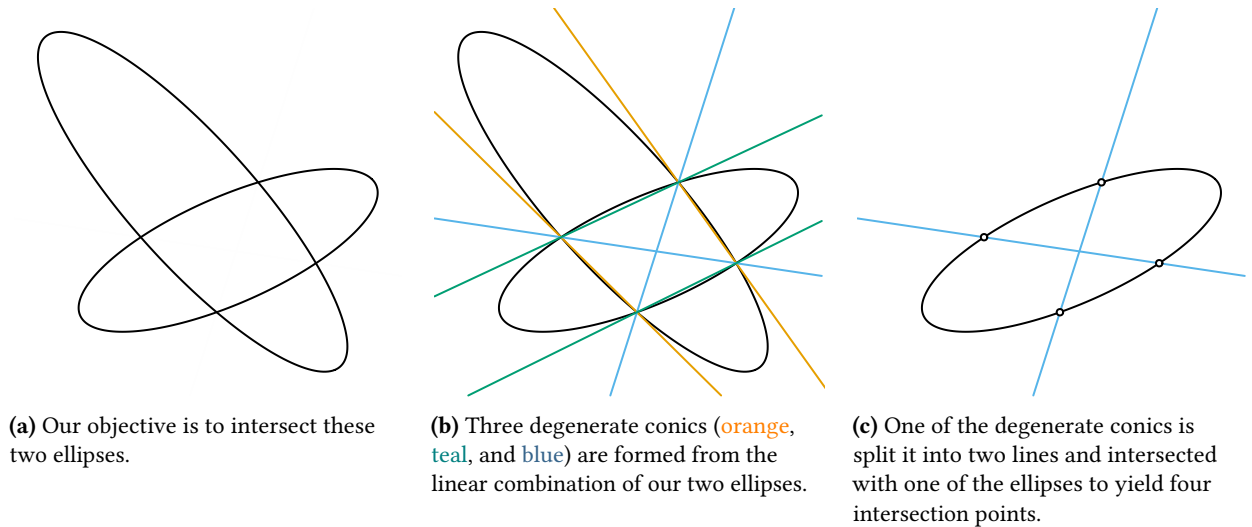 (a) Our objective is to intersect these
two ellipses.
(b) Three degenerate conics (orange,
teal, and blue) are formed from the
linear combination of our two ellipses.
(c) One of the degenerate conics is
split it into two lines and intersected
with one of the ellipses to yield four
intersection points.